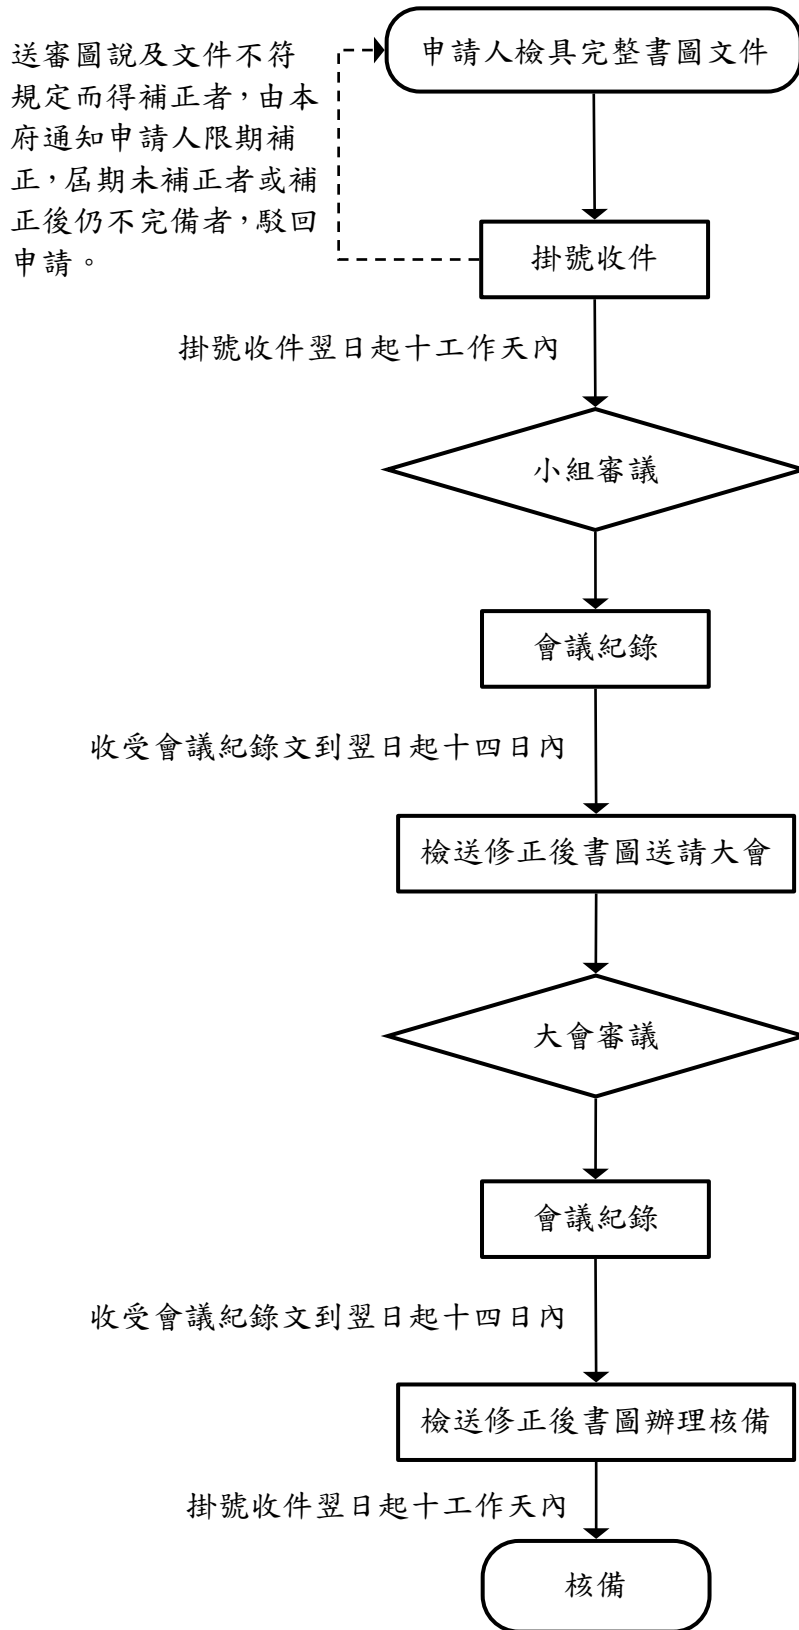 申請人檢具完整書圖文件
送審圖說及文件不符
規定而得補正者，由本
府通知申請人限期補
正，屆期未補正者或補
正後仍不完備者，駁回
申請。
掛號收件
掛號收件翌日起十工作天內
小組審議
會議紀錄
收受會議紀錄文到翌日起十四日內
檢送修正後書圖送請大會
大會審議
會議紀錄
收受會議紀錄文到翌日起十四日內
檢送修正後書圖辦理核備
掛號收件翌日起十工作天內
核備